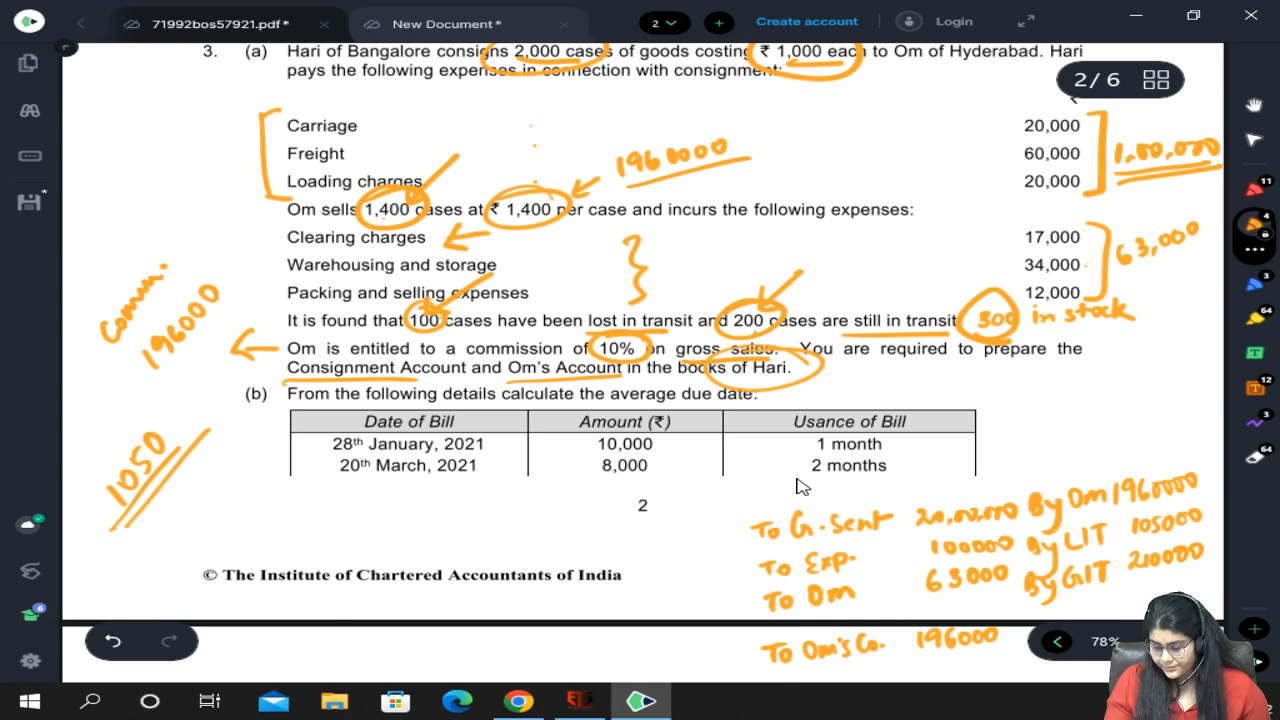 71992bos57921.pdf*
New Document*
2
Create account
Login
3. (a) Hari of Bangalore consigns 2,000 cases of goods costing ₹ 1,000 each to Om of Hyderabad. Hari
pays the following expenses in connection with consignment:
2/6
₹
Carriage 20,000
Freight 60,000
Loading charges 20,000
1,00,000
1960000
Om sells 1,400 cases at ₹ 1,400 per case and incurs the following expenses:
Clearing charges 17,000
Warehousing and storage 34,000
Packing and selling expenses 12,000
63,000
It is found that 100 cases have been lost in transit and 200 cases are still in transit. 300 in stock
Om is entitled to a commission of 10% on gross sales. You are required to prepare the
Consignment Account and Om's Account in the books of Hari.
Comm.
196000
(b) From the following details calculate the average due date:
Date of Bill Amount (₹) Usance of Bill
28th January, 2021 10,000 1 month
20th March, 2021 8,000 2 months
1050
2
To G. Sent 20,00,000 By Om 1960000
To Exp. 100000 By LIT 105000
To Om 63000 By GIT 210000
© The Institute of Chartered Accountants of India
To Om's Co. 196000
78%
11
4
3
64
12
3
64
6